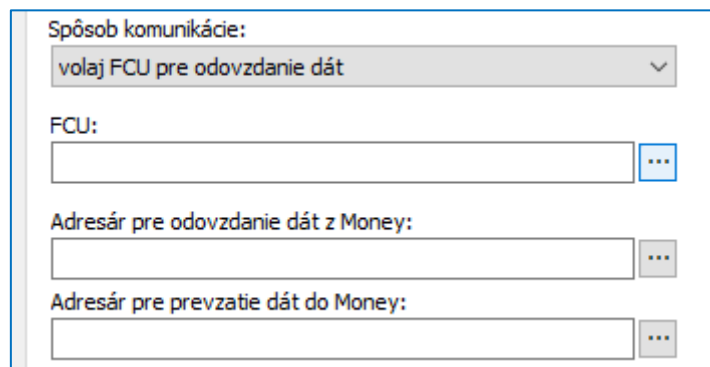 Spôsob komunikácie:
volaj FCU pre odovzdanie dát
FCU:
...
Adresár pre odovzdanie dát z Money:
...
Adresár pre prevzatie dát do Money:
...